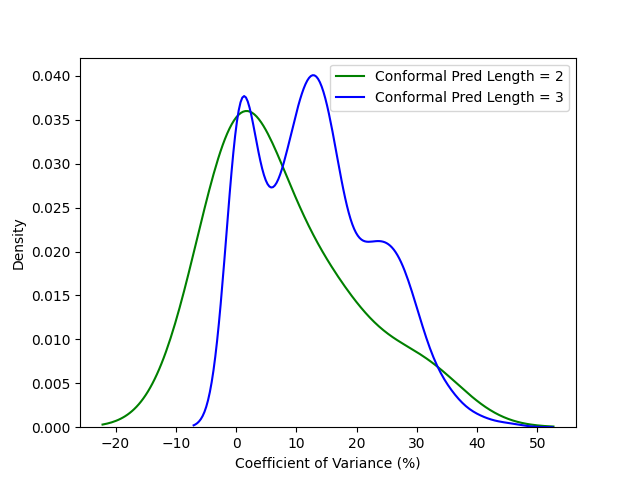 Conformal Pred Length = 2
Conformal Pred Length = 3
0.040
0.035
0.030
0.025
0.020
0.015
0.010
0.005
0.000
Density
−20 −10 0 10 20 30 40 50
Coefficient of Variance (%)